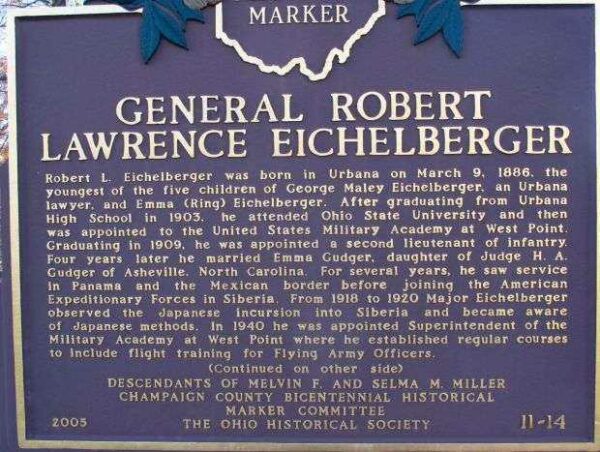 MARKER
GENERAL ROBERT
LAWRENCE EICHELBERGER
Robert L. Eichelberger was born in Urbana on March 9, 1886, the
youngest of the five children of George Maley Eichelberger, an Urbana
lawyer, and Emma (Ring) Eichelberger. After graduating from Urbana
High School in 1903, he attended Ohio State University and then
was appointed to the United States Military Academy at West Point.
Graduating in 1909, he was appointed a second lieutenant of infantry.
Four years later he married Emma Gudger, daughter of Judge H. A.
Gudger of Asheville, North Carolina. For several years, he saw service
in Panama and the Mexican border before joining the American
Expeditionary Forces in Siberia. From 1918 to 1920 Major Eichelberger
observed the Japanese incursion into Siberia and became aware
of Japanese methods. In 1940 he was appointed Superintendent of the
Military Academy at West Point where he established regular courses
to include flight training for Flying Army Officers.
(Continued on other side)
DESCENDANTS OF MELVIN F. AND SELMA M. MILLER
CHAMPAIGN COUNTY BICENTENNIAL HISTORICAL
MARKER COMMITTEE
2005 THE OHIO HISTORICAL SOCIETY 11-14